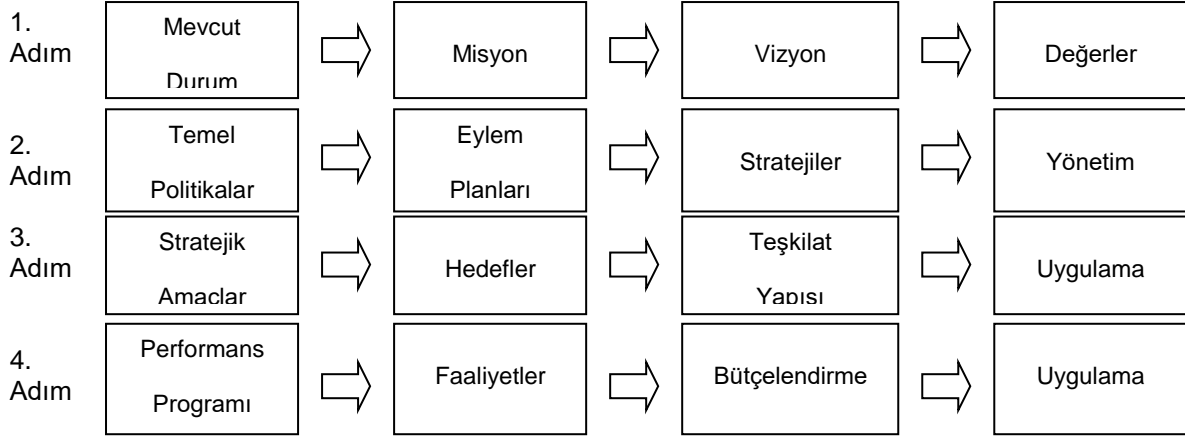 1.
Adım
Mevcut
Durum
Misyon
Vizyon
Değerler
2.
Adım
Temel
Politikalar
Eylem
Planları
Stratejiler
Yönetim
3.
Adım
Stratejik
Amaçlar
Hedefler
Teşkilat
Yapısı
Uygulama
4.
Adım
Performans
Programı
Faaliyetler
Bütçelendirme
Uygulama